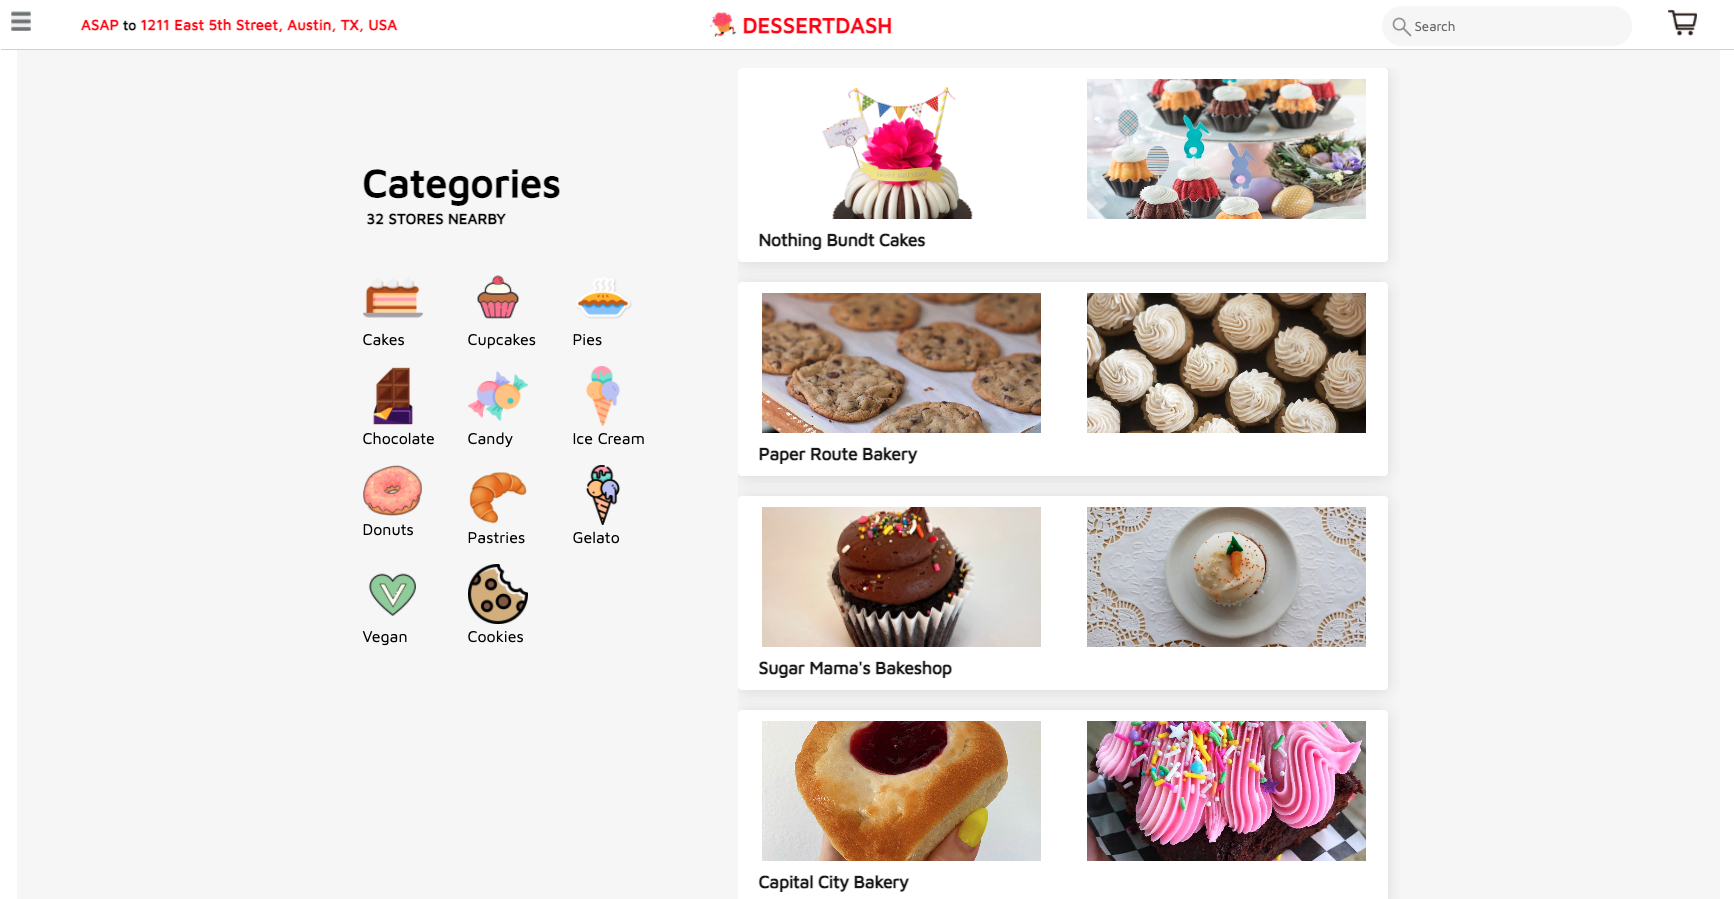 ASAP to 1211 East 5th Street, Austin, TX, USA
DESSERTDASH
Search
Categories
32 STORES NEARBY
Cakes
Cupcakes
Pies
Chocolate
Candy
Ice Cream
Donuts
Pastries
Gelato
Vegan
Cookies
Nothing Bundt Cakes
Paper Route Bakery
Sugar Mama's Bakeshop
Capital City Bakery